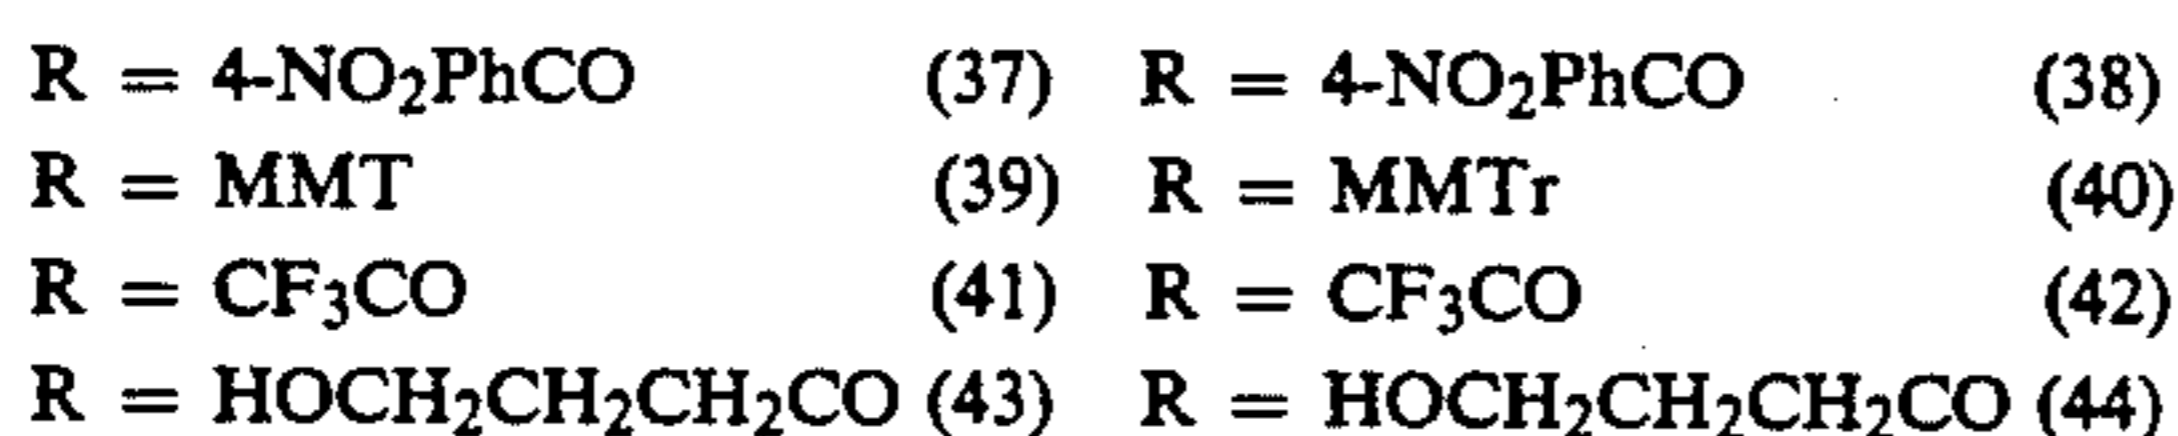 R = 4-NO₂PhCO (37) R = 4-NO₂PhCO (38)
R = MMT (39) R = MMTr (40)
R = CF₃CO (41) R = CF₃CO (42)
R = HOCH₂CH₂CH₂CO (43) R = HOCH₂CH₂CH₂CO (44)